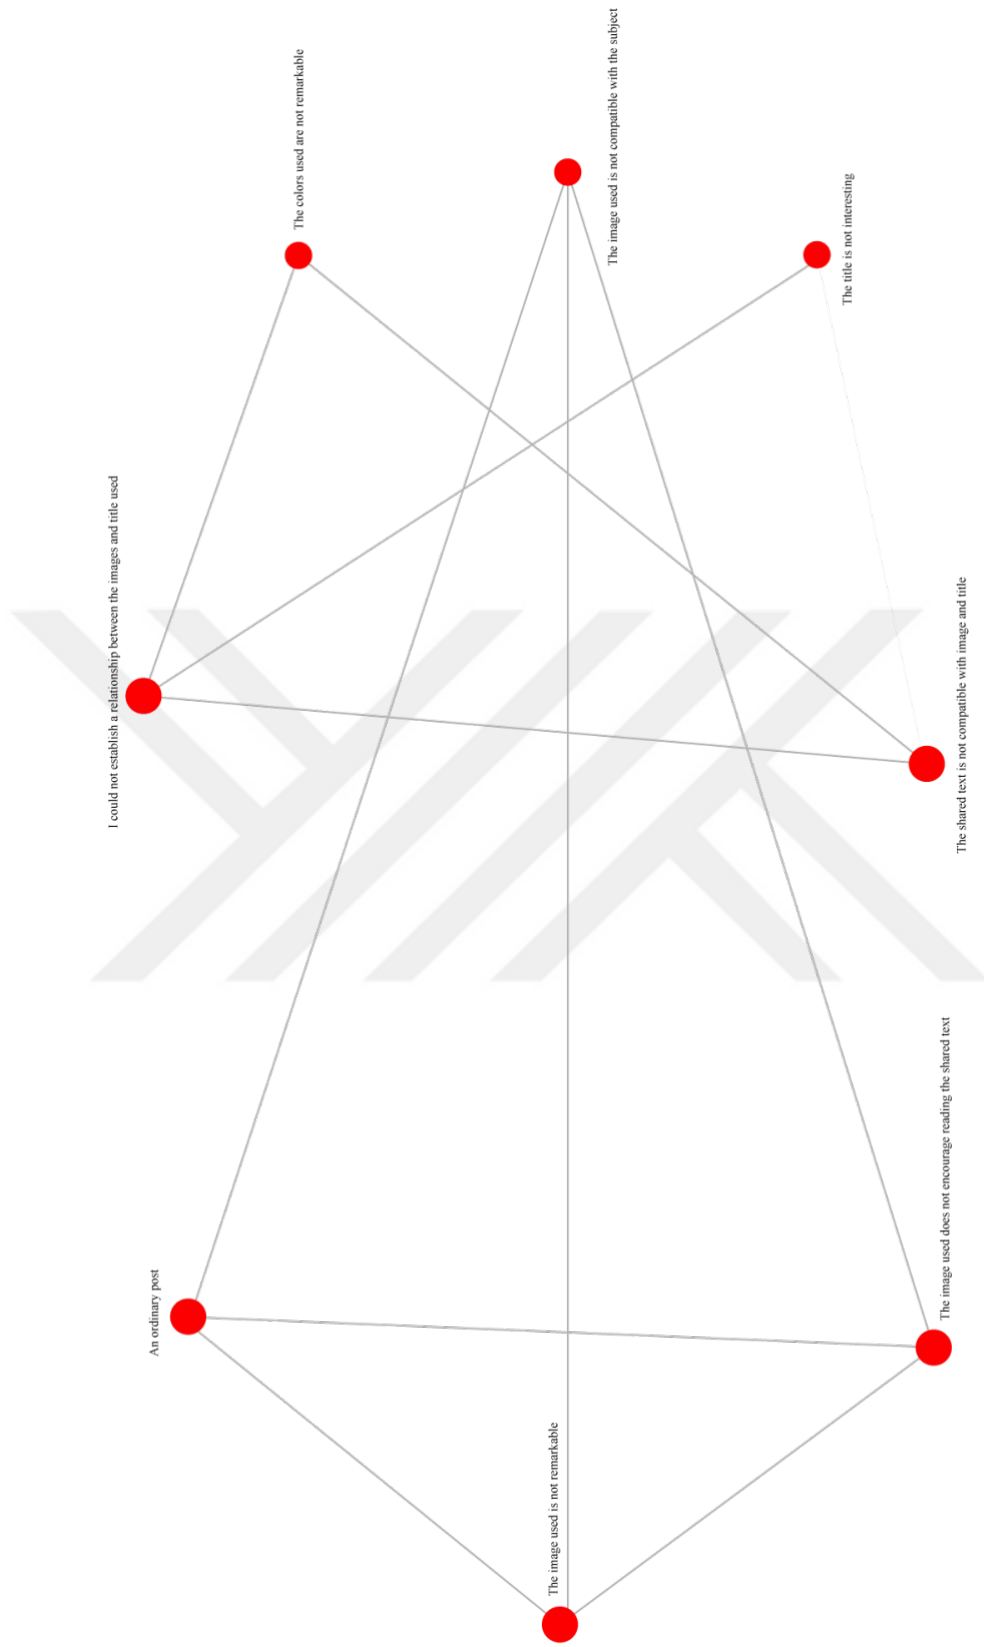 The colors used are not remarkable
The image used is not compatible with the subject
The title is not interesting
I could not establish a relationship between the images and title used
The shared text is not compatible with image and title
An ordinary post
The image used does not encourage reading the shared text
The image used is not remarkable